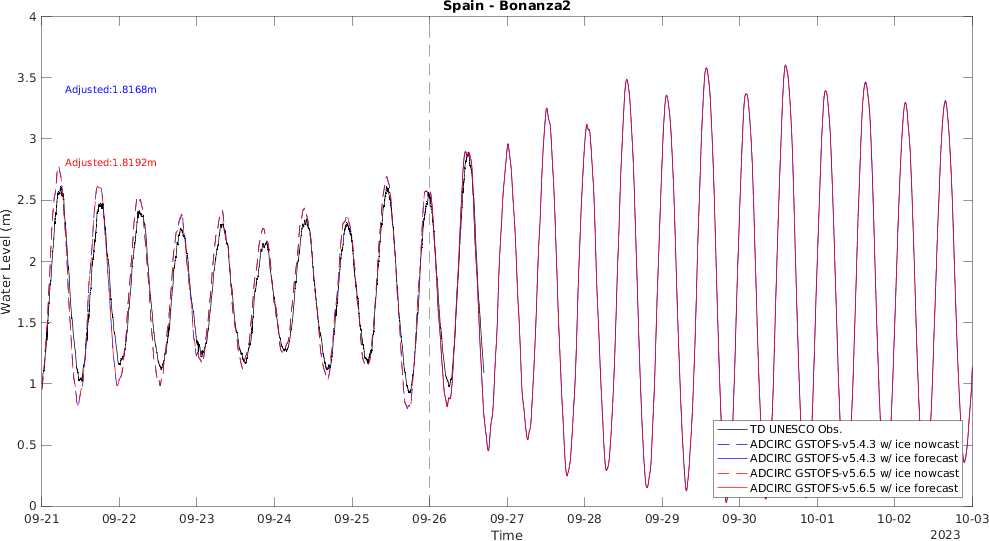 Spain - Bonanza2
4
3.5
3
2.5
2
1.5
1
0.5
0
Water Level (m)
Adjusted:1.8168m
Adjusted:1.8192m
TD UNESCO Obs.
ADCIRC GSTOFS-v5.4.3 w/ ice nowcast
ADCIRC GSTOFS-v5.4.3 w/ ice forecast
ADCIRC GSTOFS-v5.6.5 w/ ice nowcast
ADCIRC GSTOFS-v5.6.5 w/ ice forecast
09-21 09-22 09-23 09-24 09-25 09-26 09-27 09-28 09-29 09-30 10-01 10-02 10-03
Time
2023